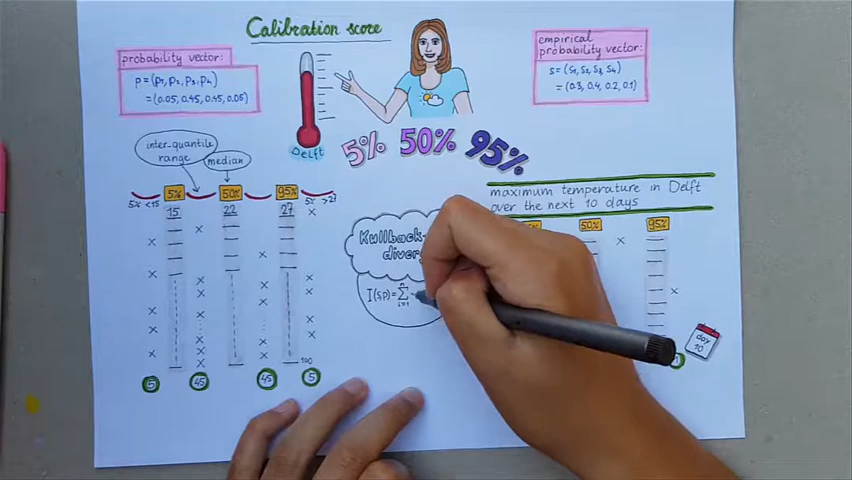 Calibration score
probability vector:
p = (p₁, p₂, p₃, p₄)
= (0.05, 0.45, 0.45, 0.05)
empirical
probability vector:
s = (s₁, s₂, s₃, s₄)
= (0.3, 0.4, 0.2, 0.1)
Delft
5% 50% 95%
inter-quantile
range
median
5% <15
5%
50%
95%
5% >27
15
22
27
100
5
45
45
5
maximum temperature in Delft
over the next 10 days
50%
95%
I(s,p) = ∑
n
i=1
day
10